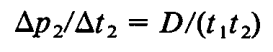 Δp₂/Δt₂ = D/(t₁t₂)